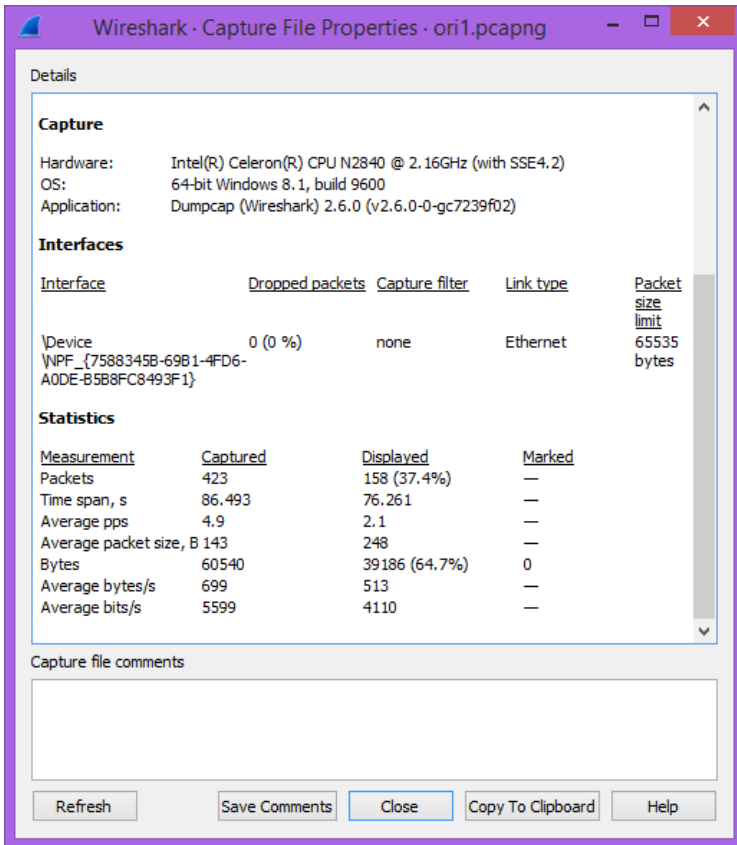 Wireshark · Capture File Properties · ori1.pcapng
Details
Capture
Hardware: Intel(R) Celeron(R) CPU N2840 @ 2.16GHz (with SSE4.2)
OS: 64-bit Windows 8.1, build 9600
Application: Dumpcap (Wireshark) 2.6.0 (v2.6.0-0-gc7239f02)
Interfaces
Interface Dropped packets Capture filter Link type Packet
size
limit
\Device 0 (0 %) none Ethernet 65535
\NPF_{7588345B-69B1-4FD6- bytes
A0DE-B5B8FC8493F1}
Statistics
Measurement Captured Displayed Marked
Packets 423 158 (37.4%) —
Time span, s 86.493 76.261 —
Average pps 4.9 2.1 —
Average packet size, B 143 248 —
Bytes 60540 39186 (64.7%) 0
Average bytes/s 699 513 —
Average bits/s 5599 4110 —
Capture file comments
Refresh Save Comments Close Copy To Clipboard Help